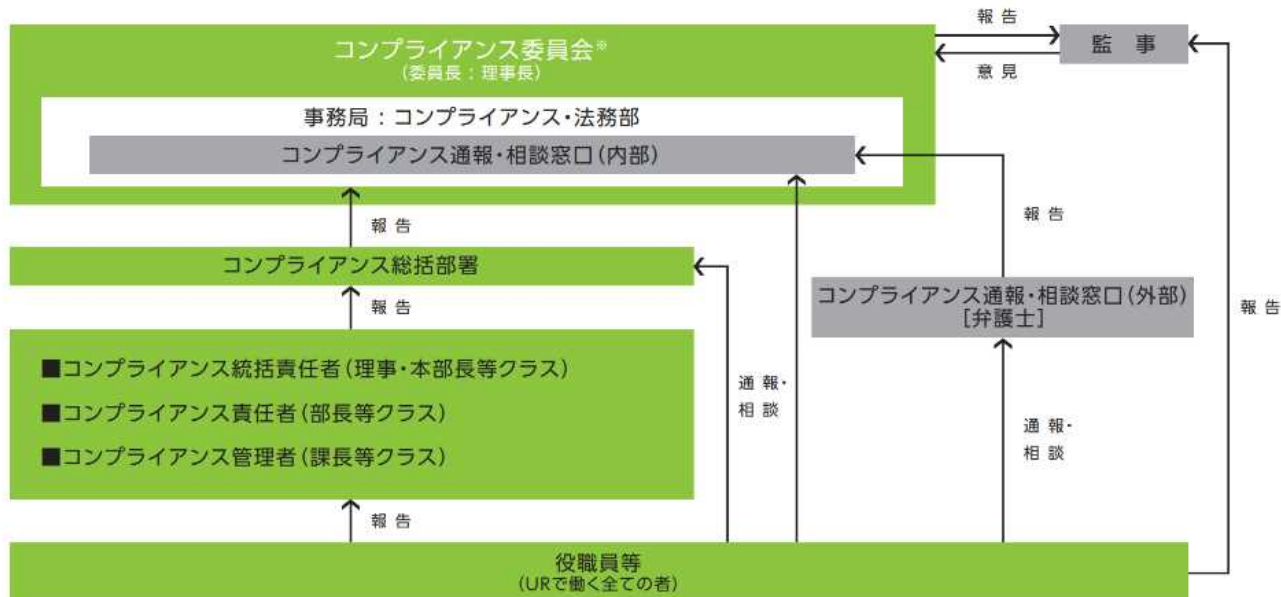 報告
コンプライアンス委員会※
(委員長:理事長)
監 事
意見
事務局:コンプライアンス・法務部
コンプライアンス通報・相談窓口(内部)
報告
報告
コンプライアンス総括部署
コンプライアンス通報・相談窓口(外部)
[弁護士]
報告
報告
■コンプライアンス統括責任者(理事・本部長等クラス)
■コンプライアンス責任者(部長等クラス)
■コンプライアンス管理者(課長等クラス)
通報・
相談
通報・
相談
報告
役職員等
(URで働く全ての者)